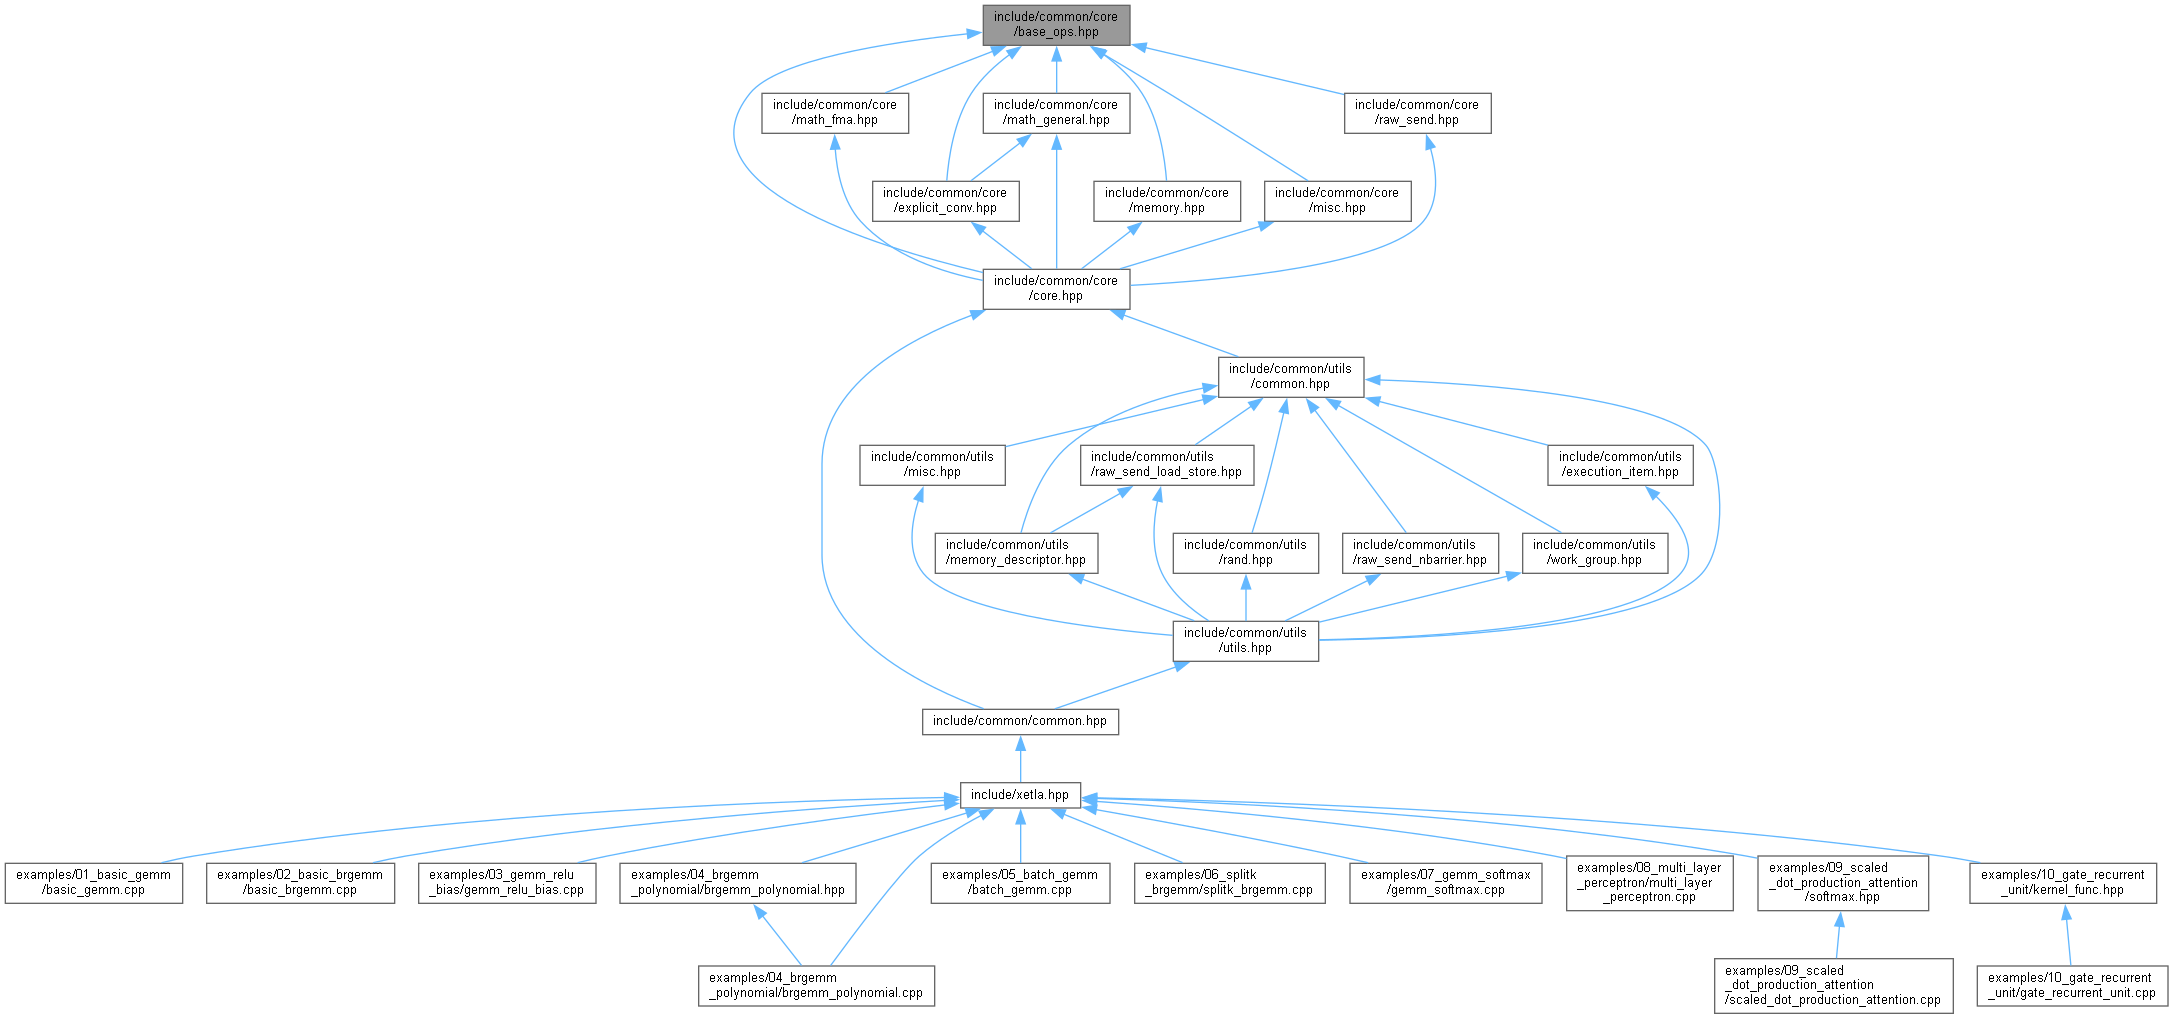 include/common/core
/base_ops.hpp
include/common/core
/math_fma.hpp
include/common/core
/math_general.hpp
include/common/core
/raw_send.hpp
include/common/core
/explicit_conv.hpp
include/common/core
/memory.hpp
include/common/core
/misc.hpp
include/common/core
/core.hpp
include/common/utils
/common.hpp
include/common/utils
/misc.hpp
include/common/utils
/raw_send_load_store.hpp
include/common/utils
/execution_item.hpp
include/common/utils
/memory_descriptor.hpp
include/common/utils
/rand.hpp
include/common/utils
/raw_send_nbarrier.hpp
include/common/utils
/work_group.hpp
include/common/utils
/utils.hpp
include/common/common.hpp
include/xetla.hpp
examples/01_basic_gemm
/basic_gemm.cpp
examples/02_basic_brgemm
/basic_brgemm.cpp
examples/03_gemm_relu
_bias/gemm_relu_bias.cpp
examples/04_brgemm
_polynomial/brgemm_polynomial.hpp
examples/05_batch_gemm
/batch_gemm.cpp
examples/06_splitk
_brgemm/splitk_brgemm.cpp
examples/07_gemm_softmax
/gemm_softmax.cpp
examples/08_multi_layer
_perceptron/multi_layer
_perceptron.cpp
examples/09_scaled
_dot_production_attention
/softmax.hpp
examples/10_gate_recurrent
_unit/kernel_func.hpp
examples/04_brgemm
_polynomial/brgemm_polynomial.cpp
examples/09_scaled
_dot_production_attention
/scaled_dot_production_attention.cpp
examples/10_gate_recurrent
_unit/gate_recurrent_unit.cpp